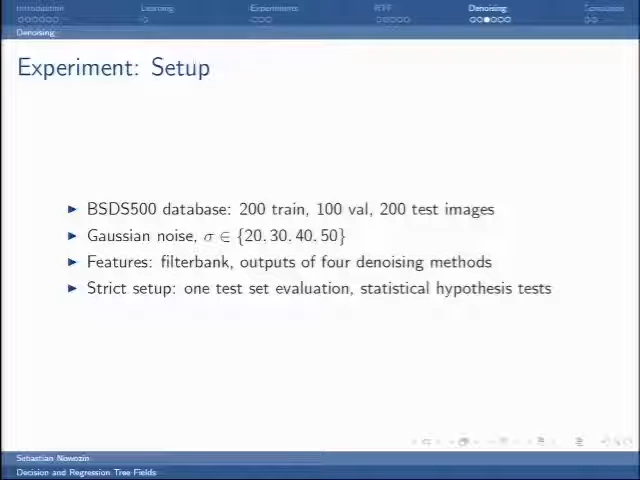 Introduction Learning Experiments RTF Denoising Conclusion
Denoising
Experiment: Setup
BSDS500 database: 200 train, 100 val, 200 test images
Gaussian noise, σ ∈ {20, 30, 40, 50}
Features: filterbank, outputs of four denoising methods
Strict setup: one test set evaluation, statistical hypothesis tests
Sebastian Nowozin
Decision and Regression Tree Fields